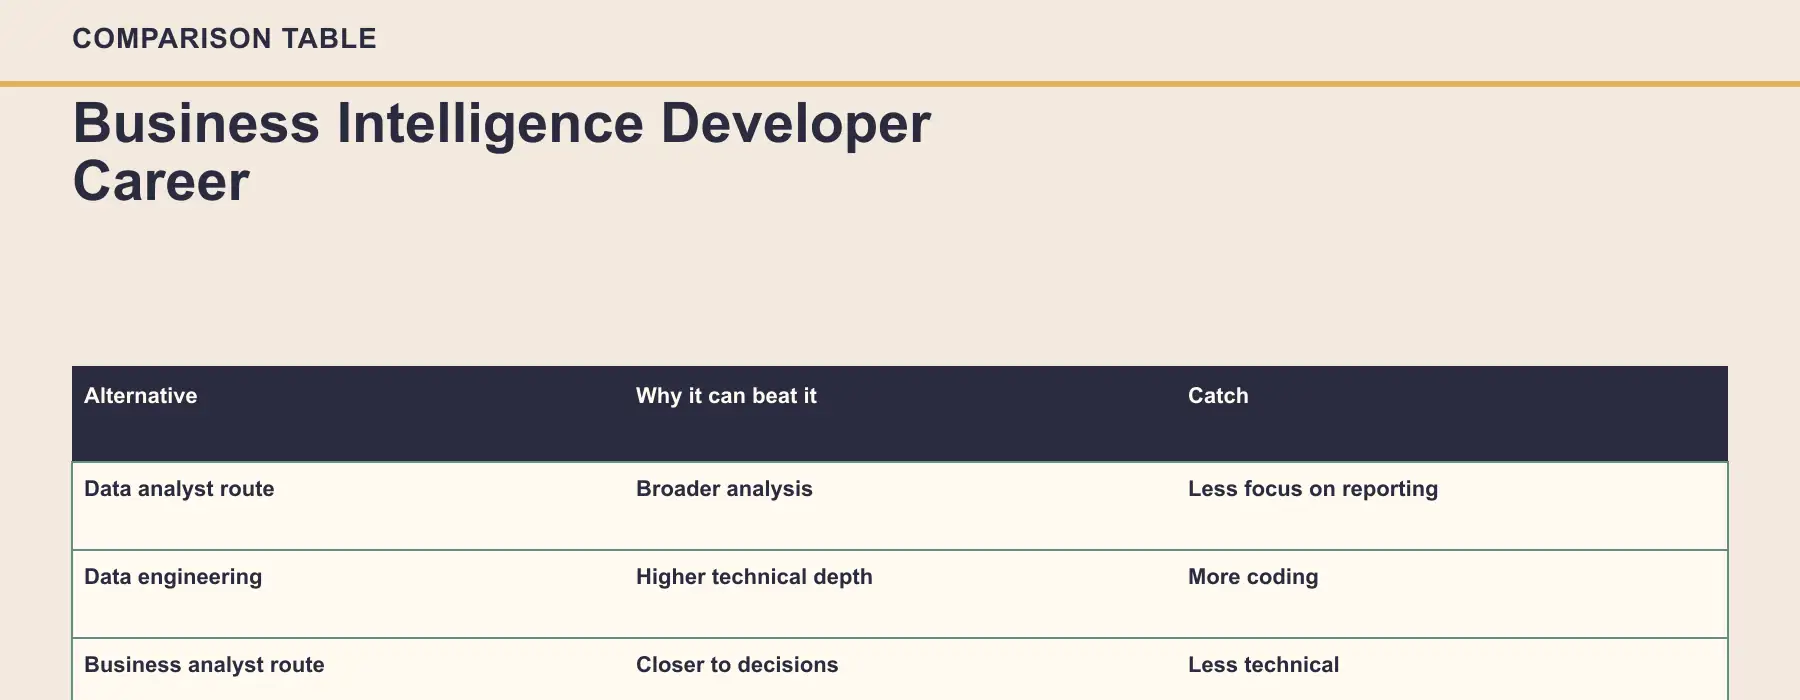 COMPARISON TABLE
Business Intelligence Developer
Career
Alternative Why it can beat it Catch
Data analyst route Broader analysis Less focus on reporting
Data engineering Higher technical depth More coding
Business analyst route Closer to decisions Less technical